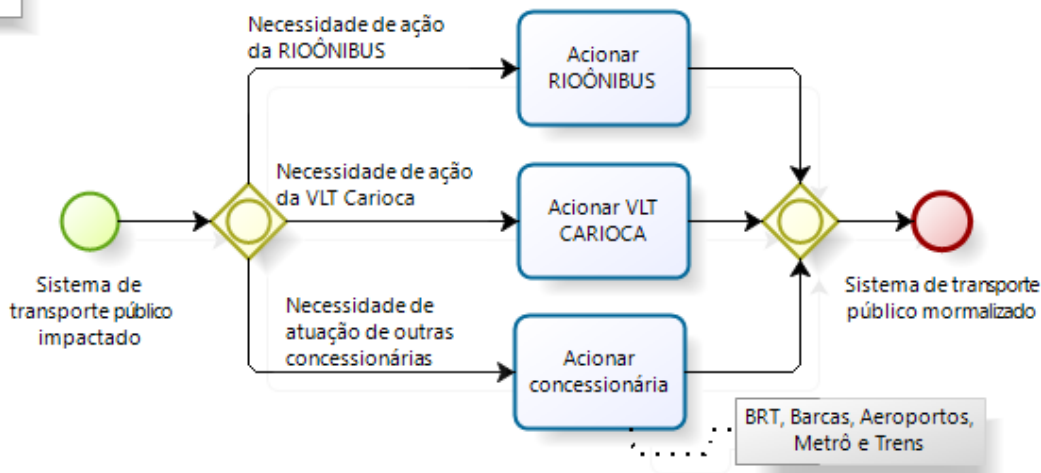 Necessidade de ação
da RIOÔNIBUS
Acionar
RIOÔNIBUS
Necessidade de ação
da VLT Carioca
Acionar VLT
CARIOCA
Sistema de
transporte público
impactado
Necessidade de
atuação de outras
concessionárias
Acionar
concessionária
Sistema de transporte
público mormalizado
BRT, Barcas, Aeroportos,
Metrô e Trens